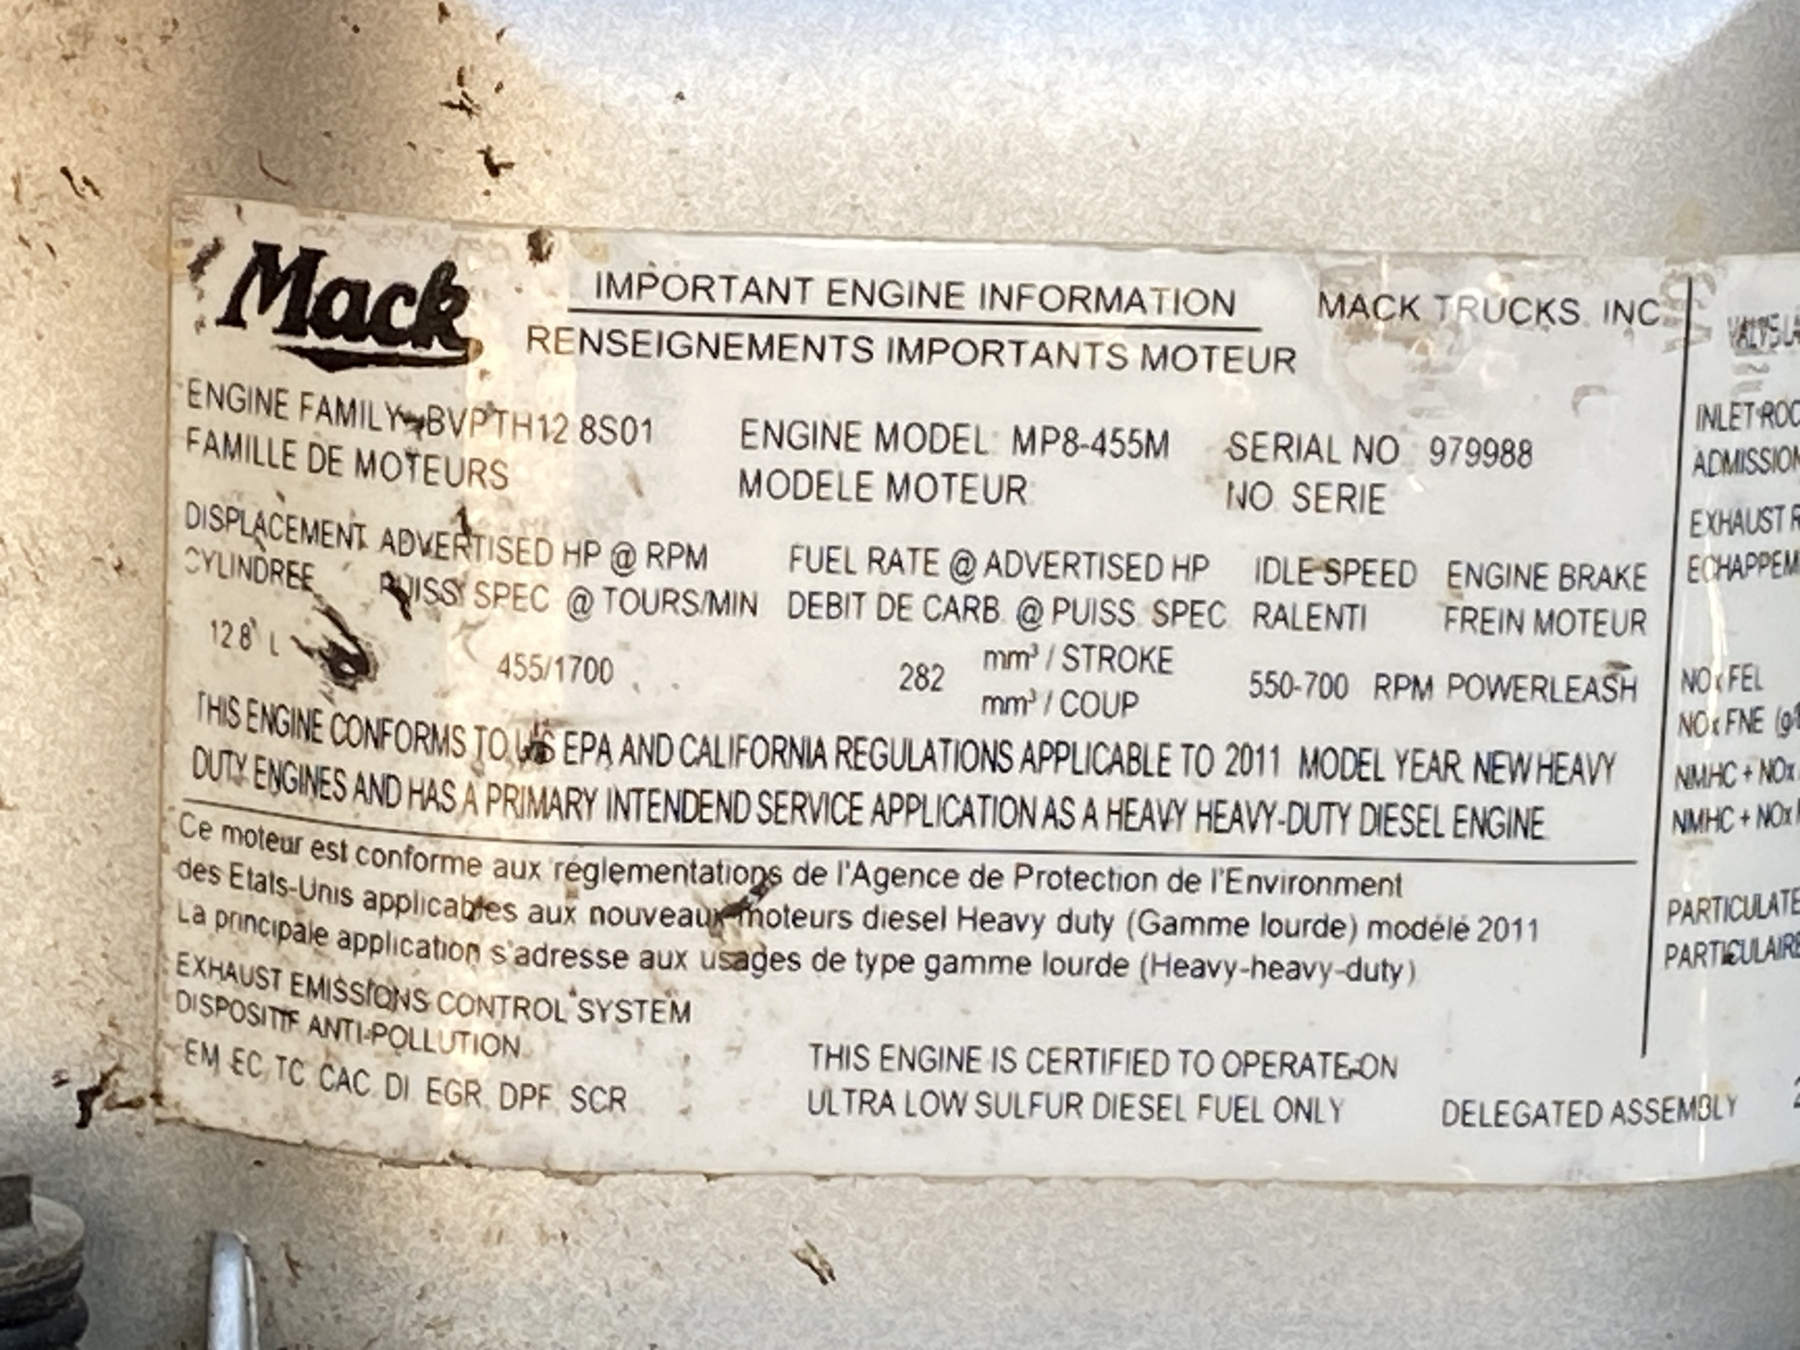 Mack
IMPORTANT ENGINE INFORMATION MACK TRUCKS, INC
RENSEIGNEMENTS IMPORTANTS MOTEUR
ENGINE FAMILY BVPTH12.8S01 ENGINE MODEL: MP8-455M SERIAL NO 979988
FAMILLE DE MOTEURS MODELE MOTEUR NO. SERIE
DISPLACEMENT ADVERTISED HP @ RPM FUEL RATE @ ADVERTISED HP IDLE SPEED ENGINE BRAKE
CYLINDREE PUISS SPEC @ TOURS/MIN DEBIT DE CARB. @ PUISS. SPEC RALENTI FREIN MOTEUR
12.8 L 455/1700 282 mm³ / STROKE 550-700 RPM POWERLEASH
mm³ / COUP
THIS ENGINE CONFORMS TO US EPA AND CALIFORNIA REGULATIONS APPLICABLE TO 2011 MODEL YEAR NEW HEAVY
DUTY ENGINES AND HAS A PRIMARY INTENDEND SERVICE APPLICATION AS A HEAVY HEAVY-DUTY DIESEL ENGINE
Ce moteur est conforme aux réglementations de l'Agence de Protection de l'Environment
des Etats-Unis applicables aux nouveaux moteurs diesel Heavy duty (Gamme lourde) modélé 2011
La principale application s'adresse aux usages de type gamme lourde (Heavy-heavy-duty)
EXHAUST EMISSIONS CONTROL SYSTEM
DISPOSITIF ANTI-POLLUTION
EM EC TC CAC DI EGR DPF SCR
THIS ENGINE IS CERTIFIED TO OPERATE ON
ULTRA LOW SULFUR DIESEL FUEL ONLY DELEGATED ASSEMBLY
INLET
ADMISSION
EXHAUST
NOx FEL
NOx FNE
NMHC + NOx
NMHC + NOx
PARTICULATE